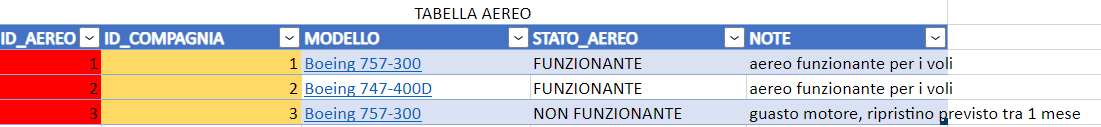 TABELLA AEREO
ID_AEREO ID_COMPAGNIA MODELLO STATO_AEREO NOTE
1 1 Boeing 757-300 FUNZIONANTE aereo funzionante per i voli
2 2 Boeing 747-400D FUNZIONANTE aereo funzionante per i voli
3 3 Boeing 757-300 NON FUNZIONANTE guasto motore, ripristino previsto tra 1 mese